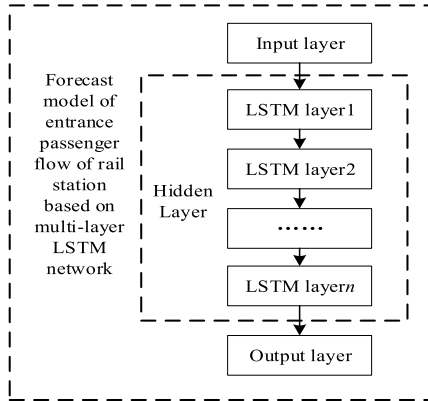 Input layer
Forecast
model of
entrance
passenger
flow of rail
station
based on
multi-layer
LSTM
network
Hidden
Layer
LSTM layer1
LSTM layer2
......
LSTM layern
Output layer